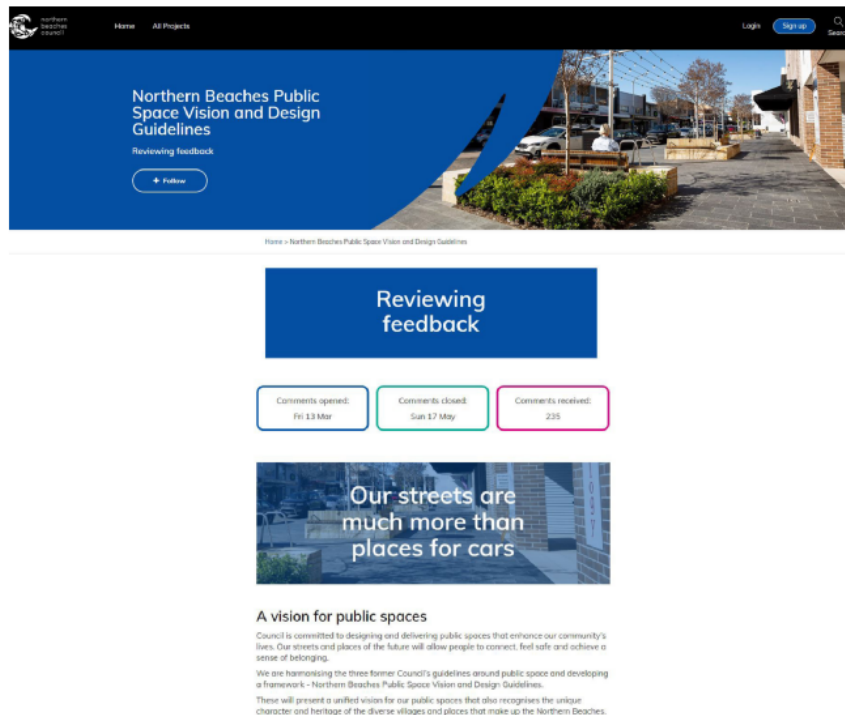 northern
beaches
council
Home All Projects
Login Sign up
Search
Northern Beaches Public
Space Vision and Design
Guidelines
Reviewing feedback
+ Follow
Home » Northern Beaches Public Space Vision and Design Guidelines
Reviewing
feedback
Comments opened:
Fri 13 Mar
Comments closed:
Sun 17 May
Comments received:
235
Our streets are
much more than
places for cars
A vision for public spaces
Council is committed to designing and delivering public spaces that enhance our community's
lives. Our streets and places of the future will allow people to connect, feel safe and achieve a
sense of belonging.
We are harmonising the three former Council's guidelines around public space and developing
a framework - Northern Beaches Public Space Vision and Design Guidelines.
These will present a unified vision for our public spaces that also recognises the unique
character and heritage of the diverse villages and places that make up the Northern Beaches.